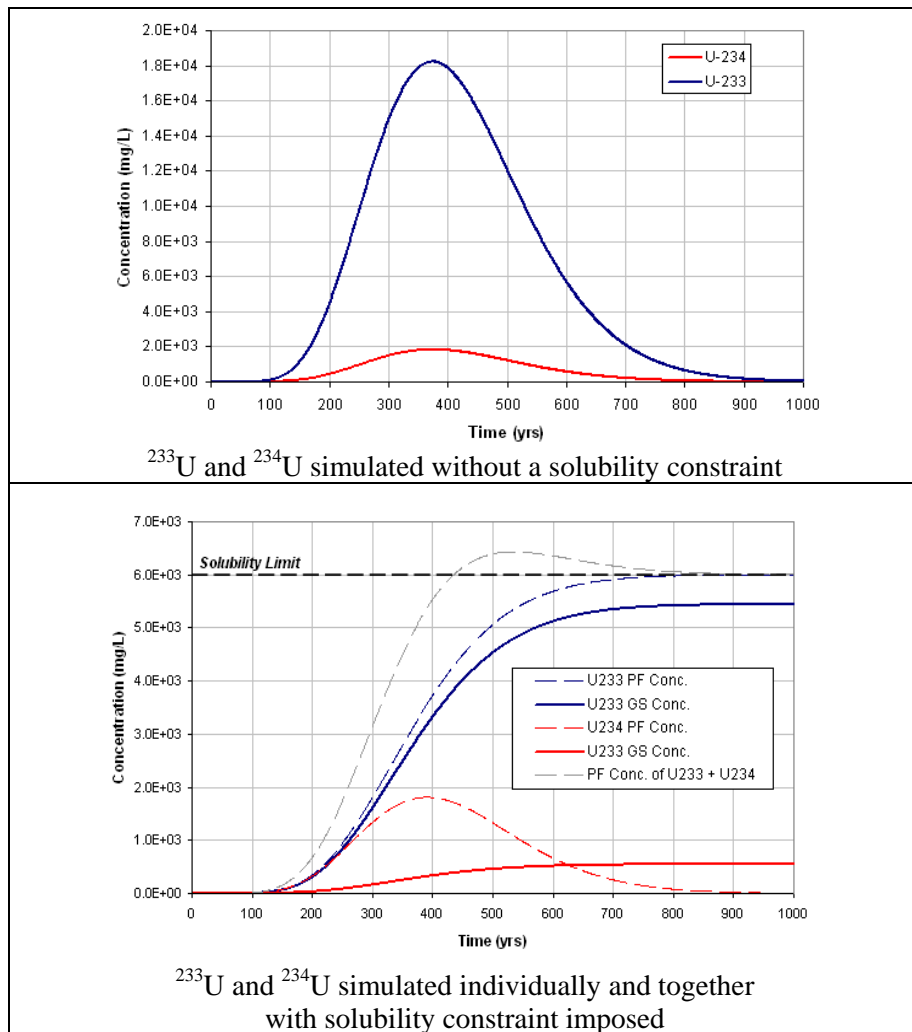 2.0E+04
1.8E+04
1.6E+04
1.4E+04
1.2E+04
1.0E+04
8.0E+03
6.0E+03
4.0E+03
2.0E+03
0.0E+00
Concentration (mg/L)
U-234
U-233
0 100 200 300 400 500 600 700 800 900 1000
Time (yrs)
²³³U and ²³⁴U simulated without a solubility constraint
7.0E+03
6.0E+03
5.0E+03
4.0E+03
3.0E+03
2.0E+03
1.0E+03
0.0E+00
Concentration (mg/L)
Solubility Limit
U233 PF Conc.
U233 GS Conc.
U234 PF Conc.
U233 GS Conc.
PF Conc. of U233 + U234
0 100 200 300 400 500 600 700 800 900 1000
Time (yrs)
²³³U and ²³⁴U simulated individually and together
with solubility constraint imposed